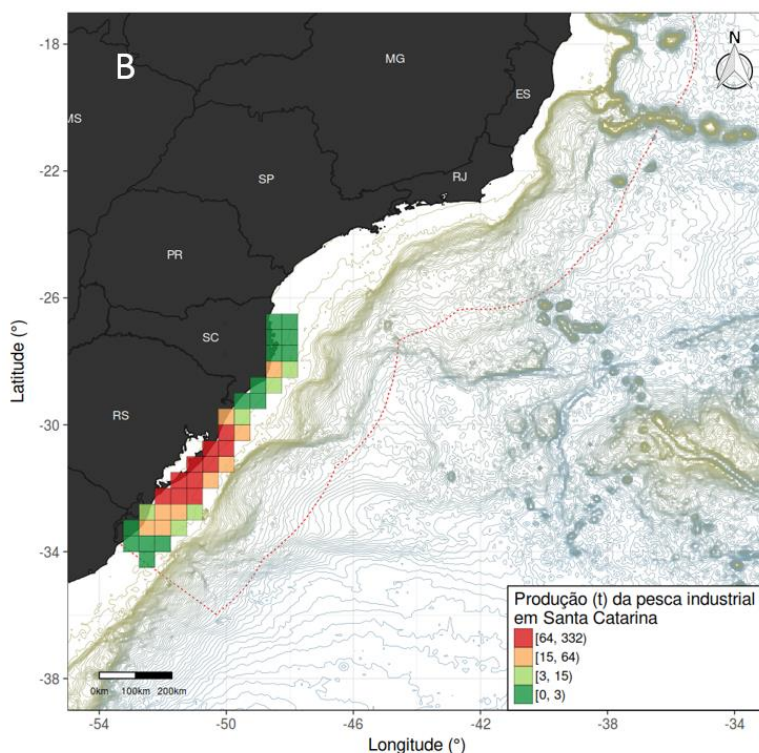 B
N
MG
ES
MS
SP
RJ
PR
SC
RS
-18
-22
-26
-30
-34
-38
Latitude (°)
-54
-50
-46
-42
-38
-34
Longitude (°)
0km 100km 200km
Produção (t) da pesca industrial
em Santa Catarina
[64, 332)
[15, 64)
[3, 15)
[0, 3)